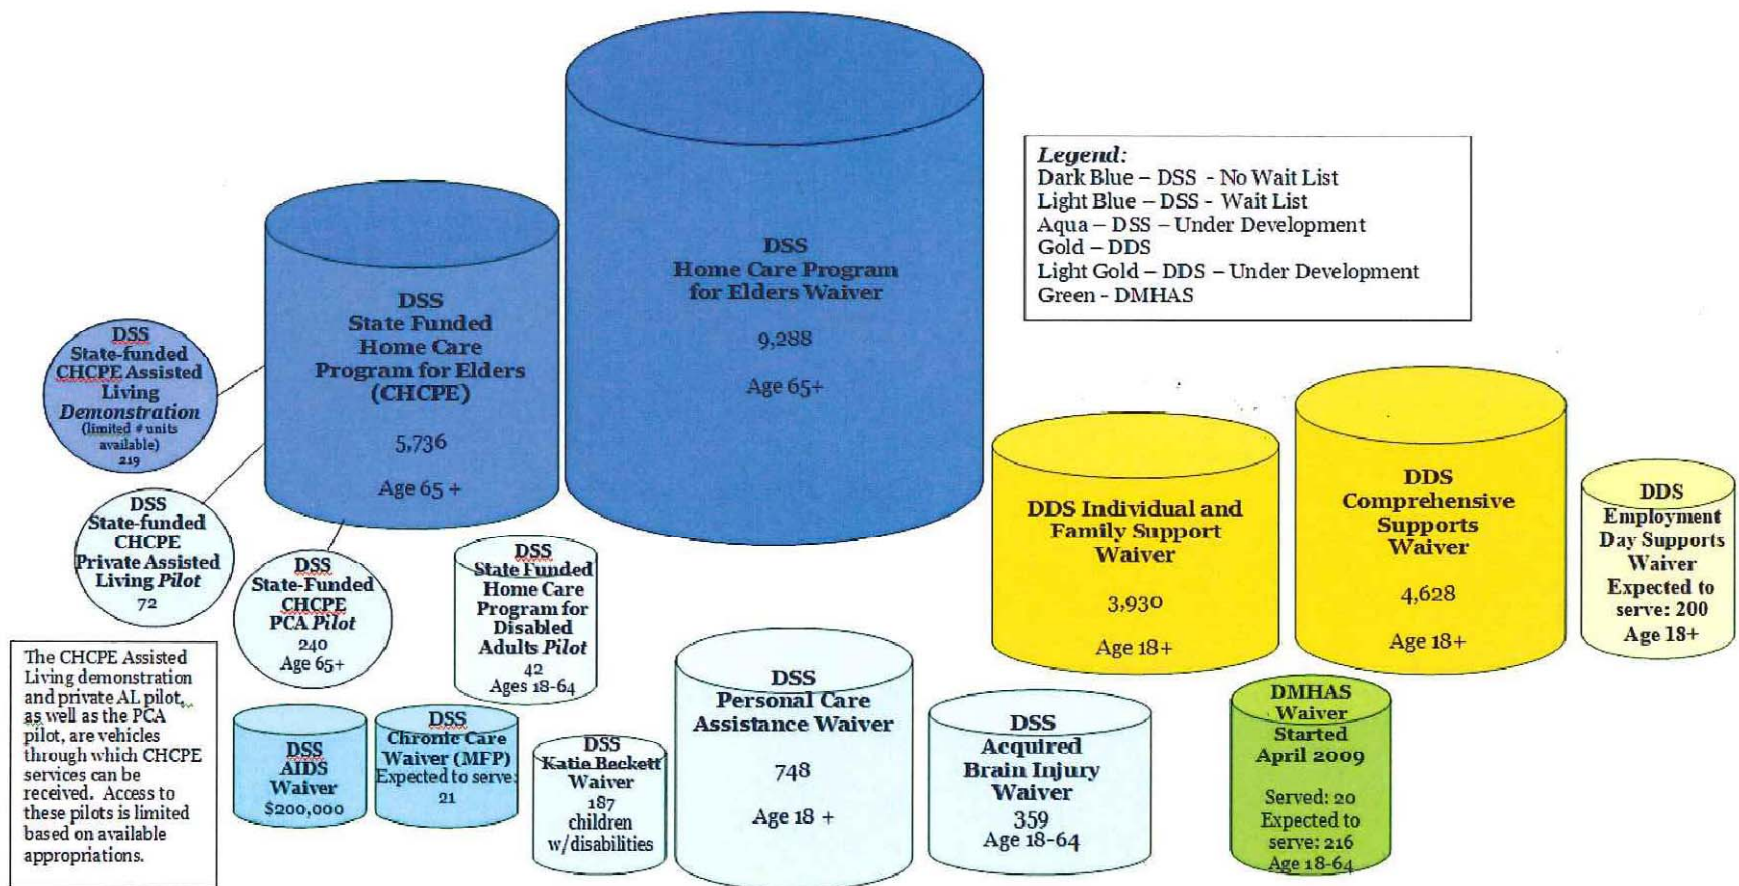 DSS
Home Care Program
for Elders Waiver
9,288
Age 65+
Legend:
Dark Blue – DSS - No Wait List
Light Blue – DSS - Wait List
Aqua – DSS – Under Development
Gold – DDS
Light Gold – DDS – Under Development
Green - DMHAS
DSS
State Funded
Home Care
Program for Elders
(CHCPE)
5,736
Age 65 +
DSS
State-funded
CHCPE Assisted
Living
Demonstration
(limited # units
available)
219
DSS
State-funded
CHCPE
Private Assisted
Living Pilot
72
DSS
State-Funded
CHCPE
PCA Pilot
240
Age 65+
DSS
State Funded
Home Care
Program for
Disabled
Adults Pilot
42
Ages 18-64
DDS Individual and
Family Support
Waiver
3,930
Age 18+
DDS
Comprehensive
Supports
Waiver
4,628
Age 18+
DDS
Employment
Day Supports
Waiver
Expected to
serve: 200
Age 18+
The CHCPE Assisted
Living demonstration
and private AL pilot,
as well as the PCA
pilot, are vehicles
through which CHCPE
services can be
received. Access to
these pilots is limited
based on available
appropriations.
DSS
AIDS
Waiver
$200,000
DSS
Chronic Care
Waiver (MFP)
Expected to serve:
21
DSS
Katie Beckett
Waiver
187
children
w/disabilities
DSS
Personal Care
Assistance Waiver
748
Age 18 +
DSS
Acquired
Brain Injury
Waiver
359
Age 18-64
DMHAS
Waiver
Started
April 2009
Served: 20
Expected to
serve: 216
Age 18-64